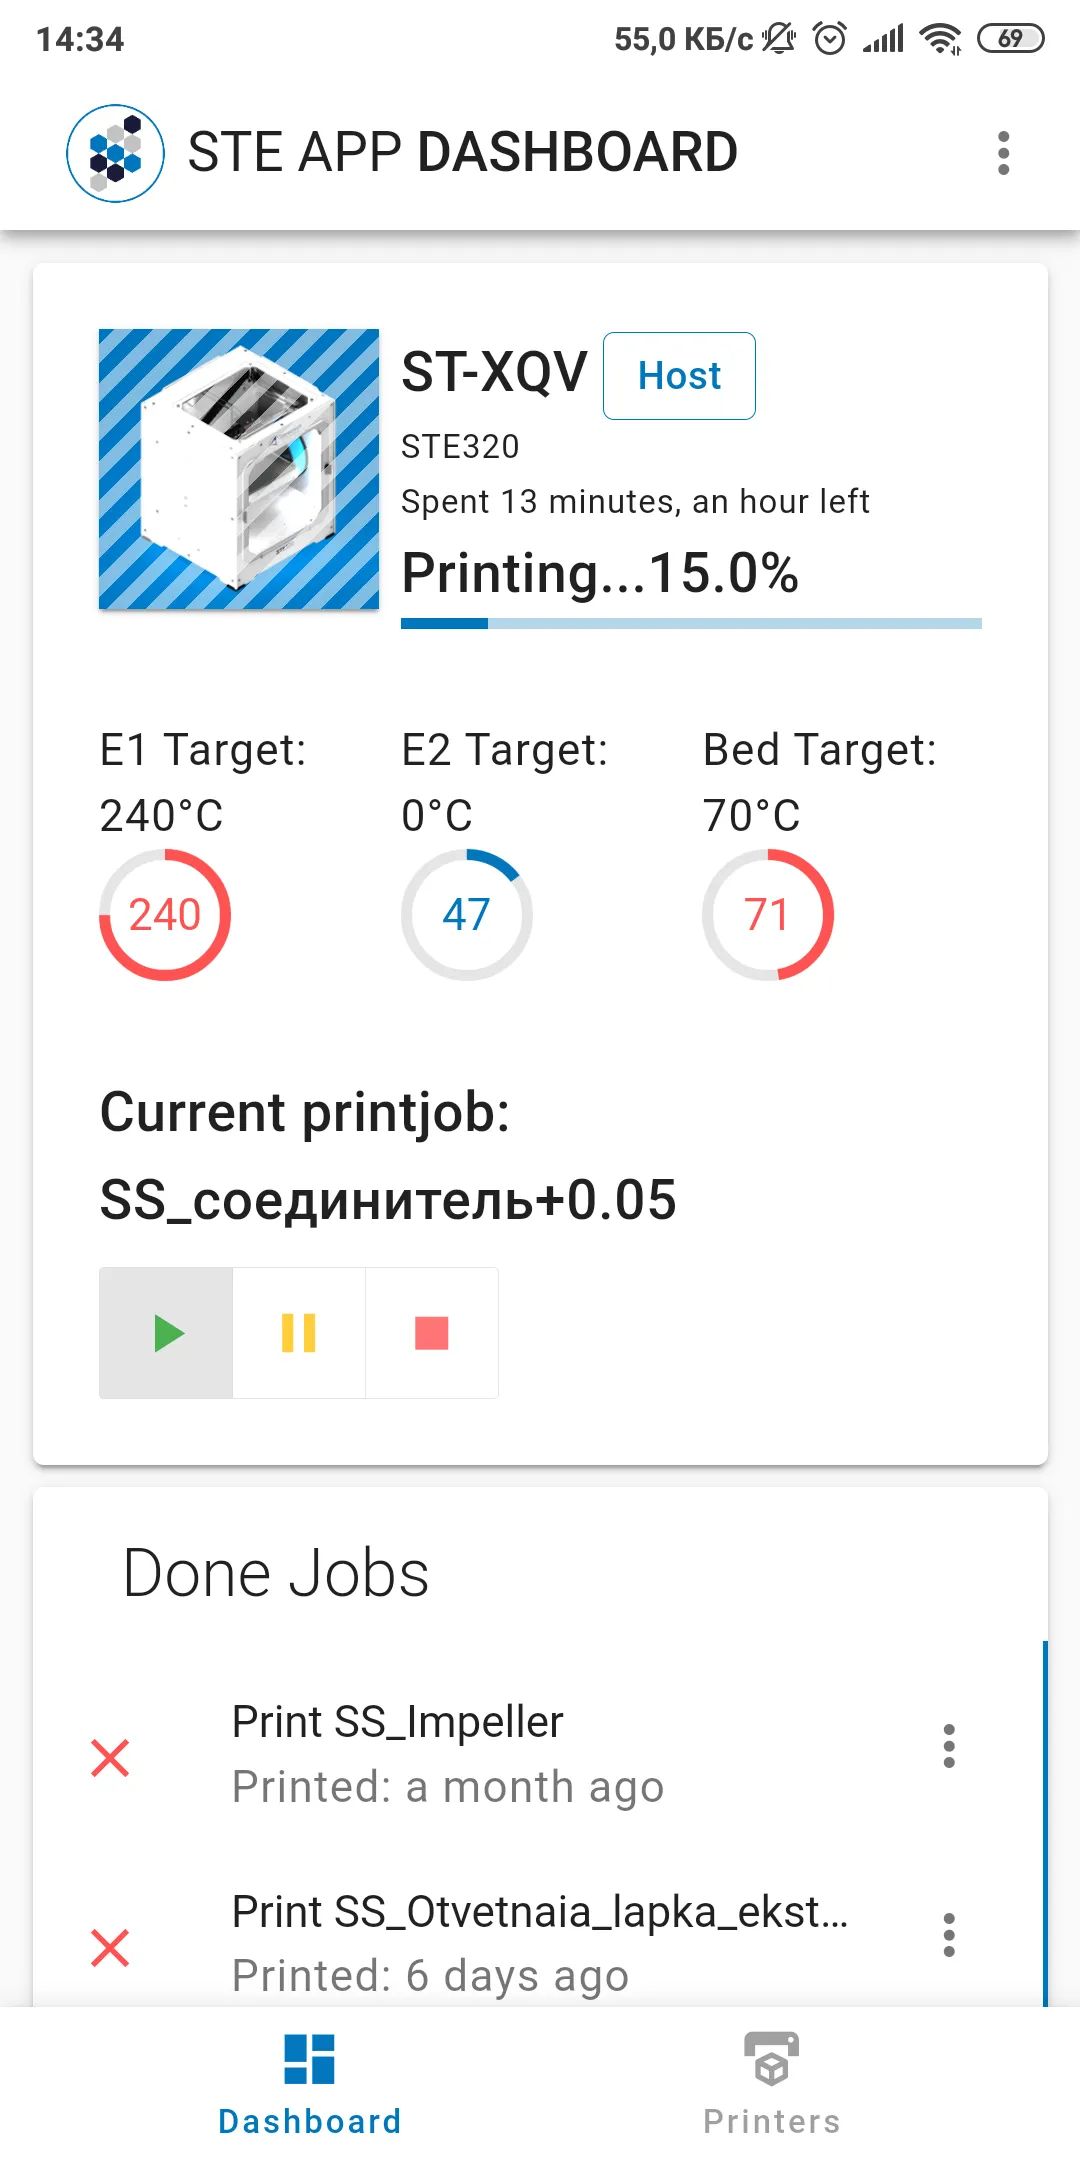 14:34 55,0 КБ/с 69
STE APP DASHBOARD
ST-XQV Host
STE320
Spent 13 minutes, an hour left
Printing...15.0%
E1 Target: E2 Target: Bed Target:
240°C 0°C 70°C
240 47 71
Current printjob:
SS_соединитель+0.05
Done Jobs
Print SS_Impeller
Printed: a month ago
Print SS_Otvetnaia_lapka_ekst...
Printed: 6 days ago
Dashboard Printers